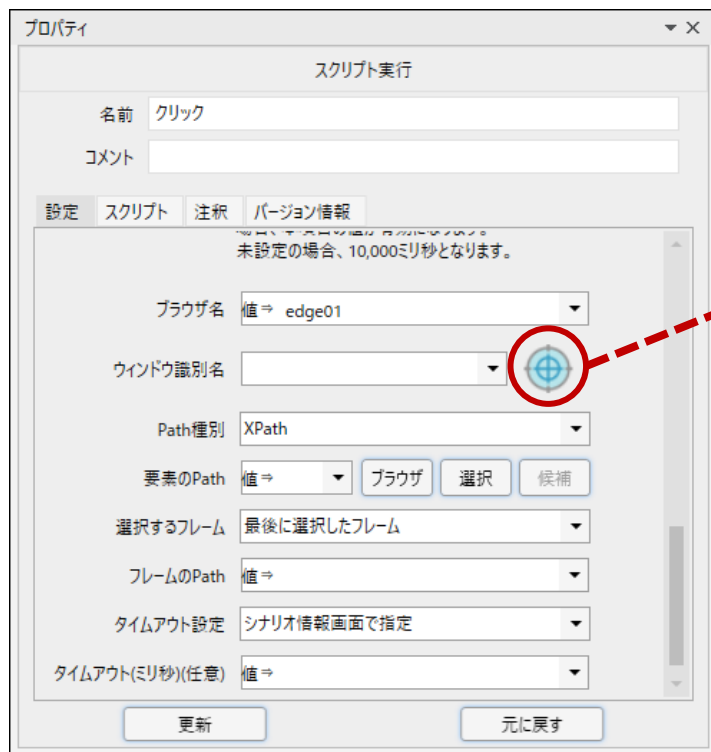 プロパティ
スクリプト実行
名前 クリック
コメント
設定 スクリプト 注釈 バージョン情報
未設定の場合、10,000ミリ秒となります。
ブラウザ名 値⇒ edge01
ウィンドウ識別名
Path種別 XPath
要素のPath 値⇒ ブラウザ 選択 候補
選択するフレーム 最後に選択したフレーム
フレームのPath 値⇒
タイムアウト設定 シナリオ情報画面で指定
タイムアウト(ミリ秒)(任意) 値⇒
更新 元に戻す